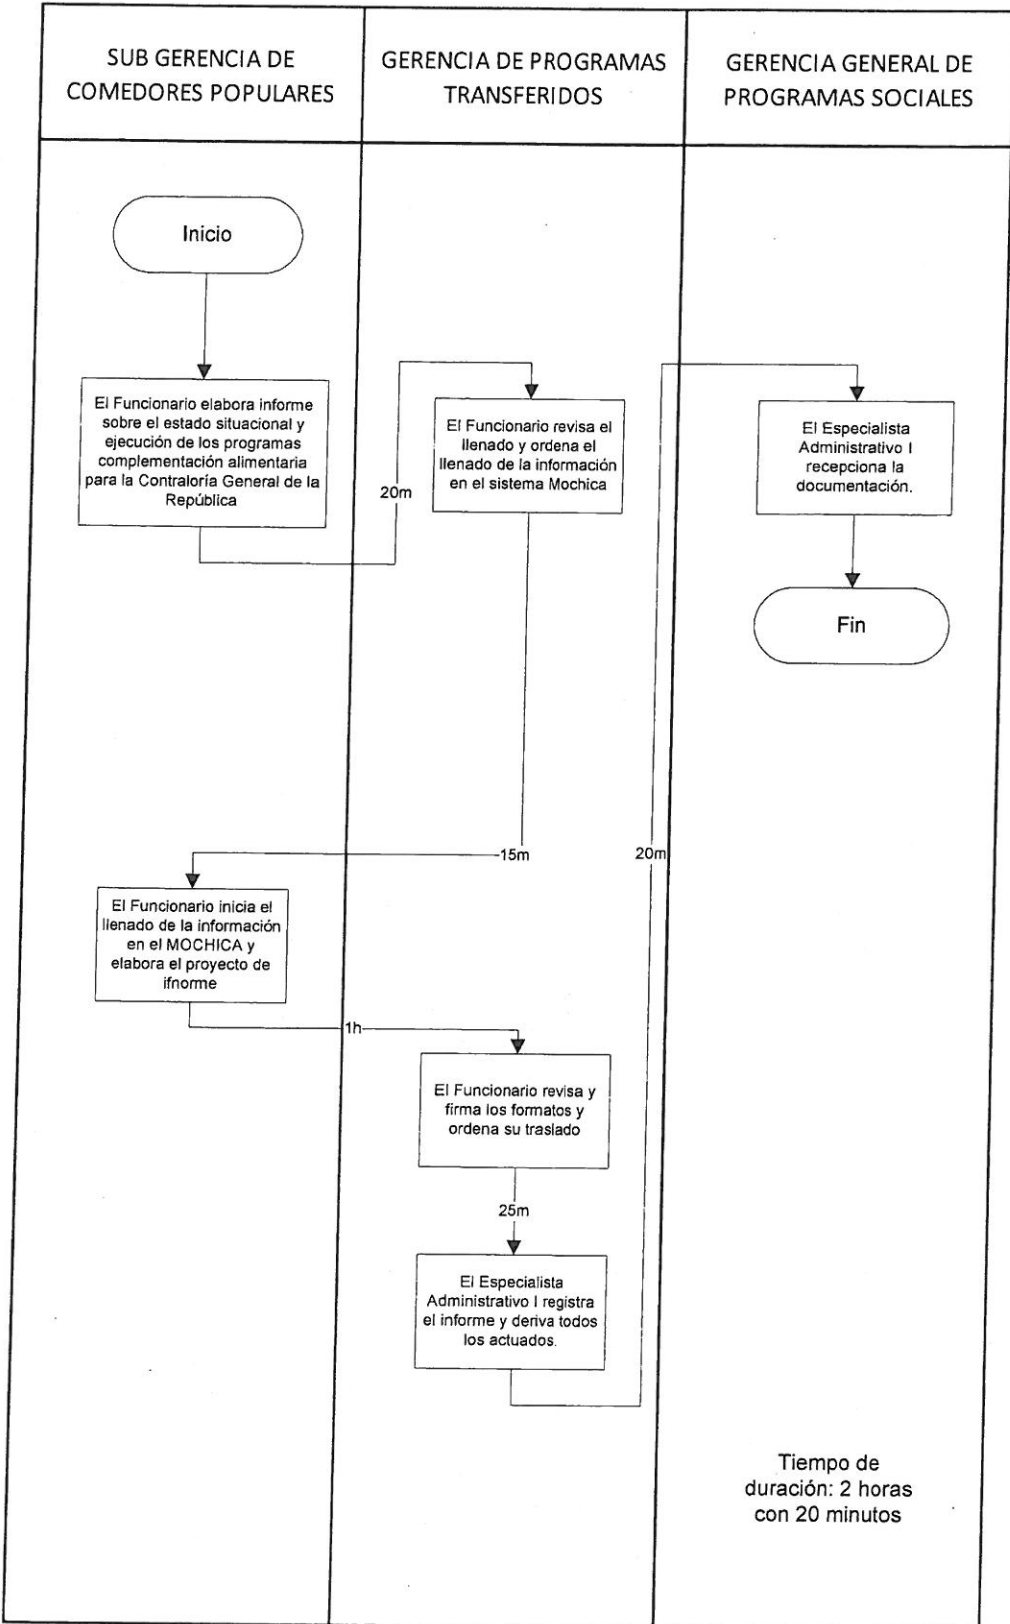 SUB GERENCIA DE
COMEDORES POPULARES
GERENCIA DE PROGRAMAS
TRANSFERIDOS
GERENCIA GENERAL DE
PROGRAMAS SOCIALES
Inicio
El Funcionario elabora informe
sobre el estado situacional y
ejecución de los programas
complementación alimentaria
para la Contraloría General de la
República
20m
El Funcionario revisa el
llenado y ordena el
llenado de la información
en el sistema Mochica
15m
El Funcionario inicia el
llenado de la información
en el MOCHICA y
elabora el proyecto de
ifnorme
1h
El Funcionario revisa y
firma los formatos y
ordena su traslado
25m
El Especialista
Administrativo I registra
el informe y deriva todos
los actuados.
20m
El Especialista
Administrativo I
recepciona la
documentación.
Fin
Tiempo de
duración: 2 horas
con 20 minutos